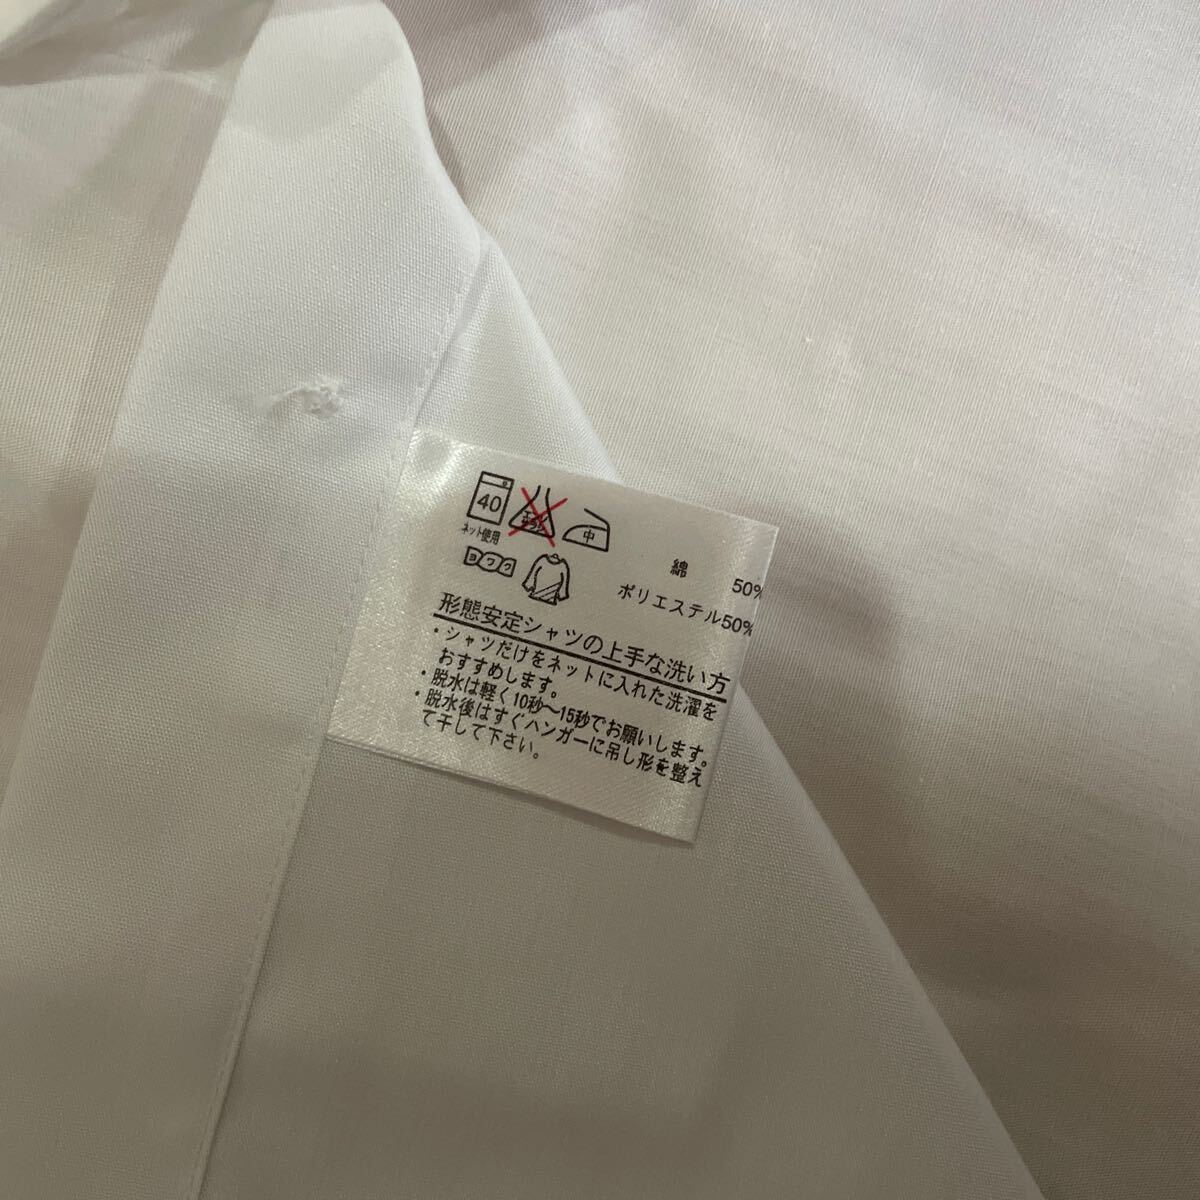 40
中
ネット使用
ヨワク
綿 50%
ポリエステル50%
形態安定シャツの上手な洗い方
・シャツだけをネットに入れた洗濯を
おすすめします。
・脱水は軽く10秒〜15秒でお願いします。
・脱水後はすぐハンガーに吊し形を整え
て干して下さい。